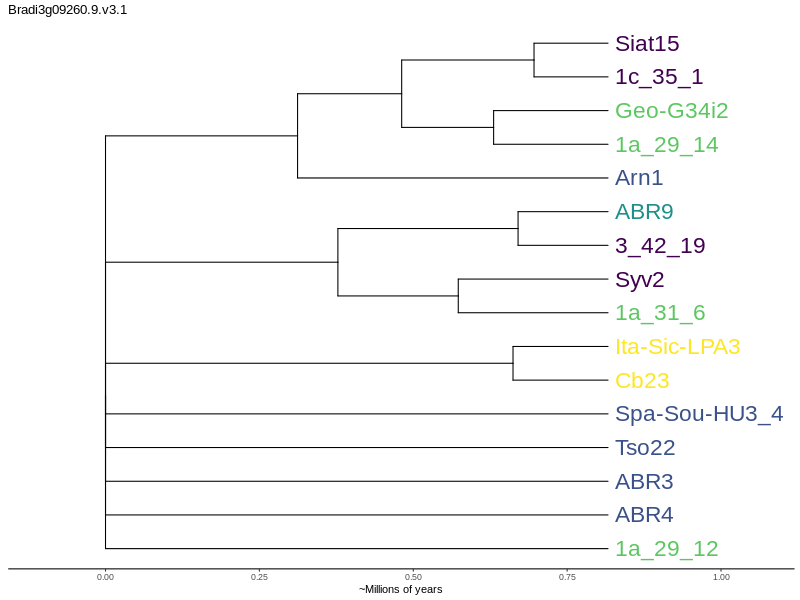 Bradi3g09260.9.v3.1
Siat15
1c_35_1
Geo-G34i2
1a_29_14
Arn1
ABR9
3_42_19
Syv2
1a_31_6
Ita-Sic-LPA3
Cb23
Spa-Sou-HU3_4
Tso22
ABR3
ABR4
1a_29_12
0.00 0.25 0.50 0.75 1.00
~Millions of years